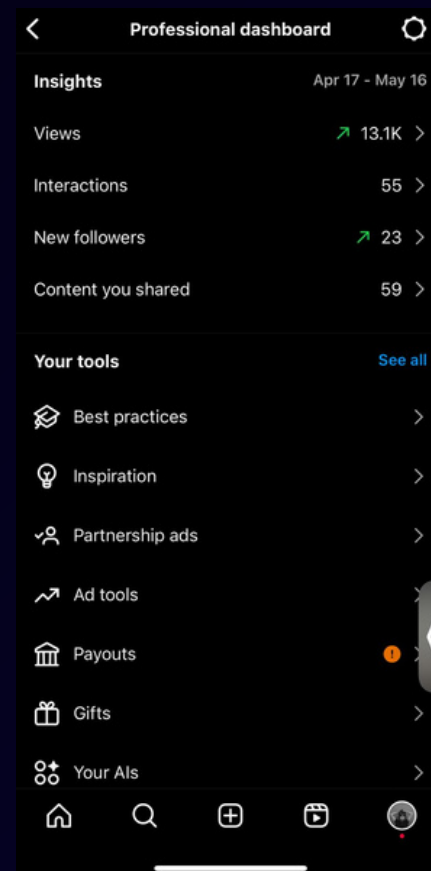 Professional dashboard
Insights Apr 17 - May 16
Views 13.1K
Interactions 55
New followers 23
Content you shared 59
Your tools See all
Best practices
Inspiration
Partnership ads
Ad tools
Payouts !
Gifts
Your AIs